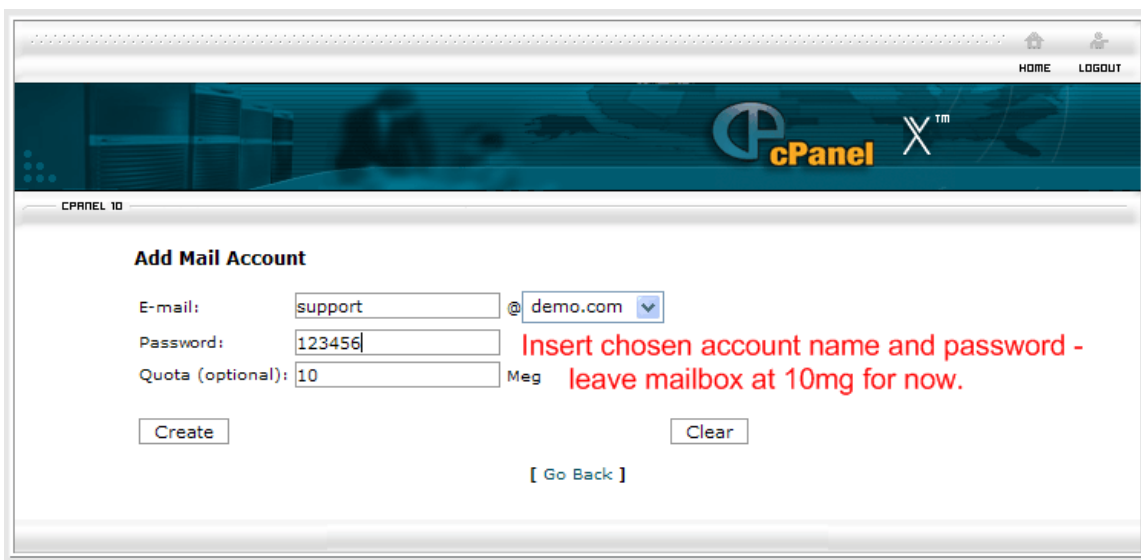 HOME LOGOUT
cPanel X™
CPANEL 10
Add Mail Account
E-mail: support @ demo.com
Password: 123456 Insert chosen account name and password -
Quota (optional): 10 Meg leave mailbox at 10mg for now.
Create Clear
[ Go Back ]